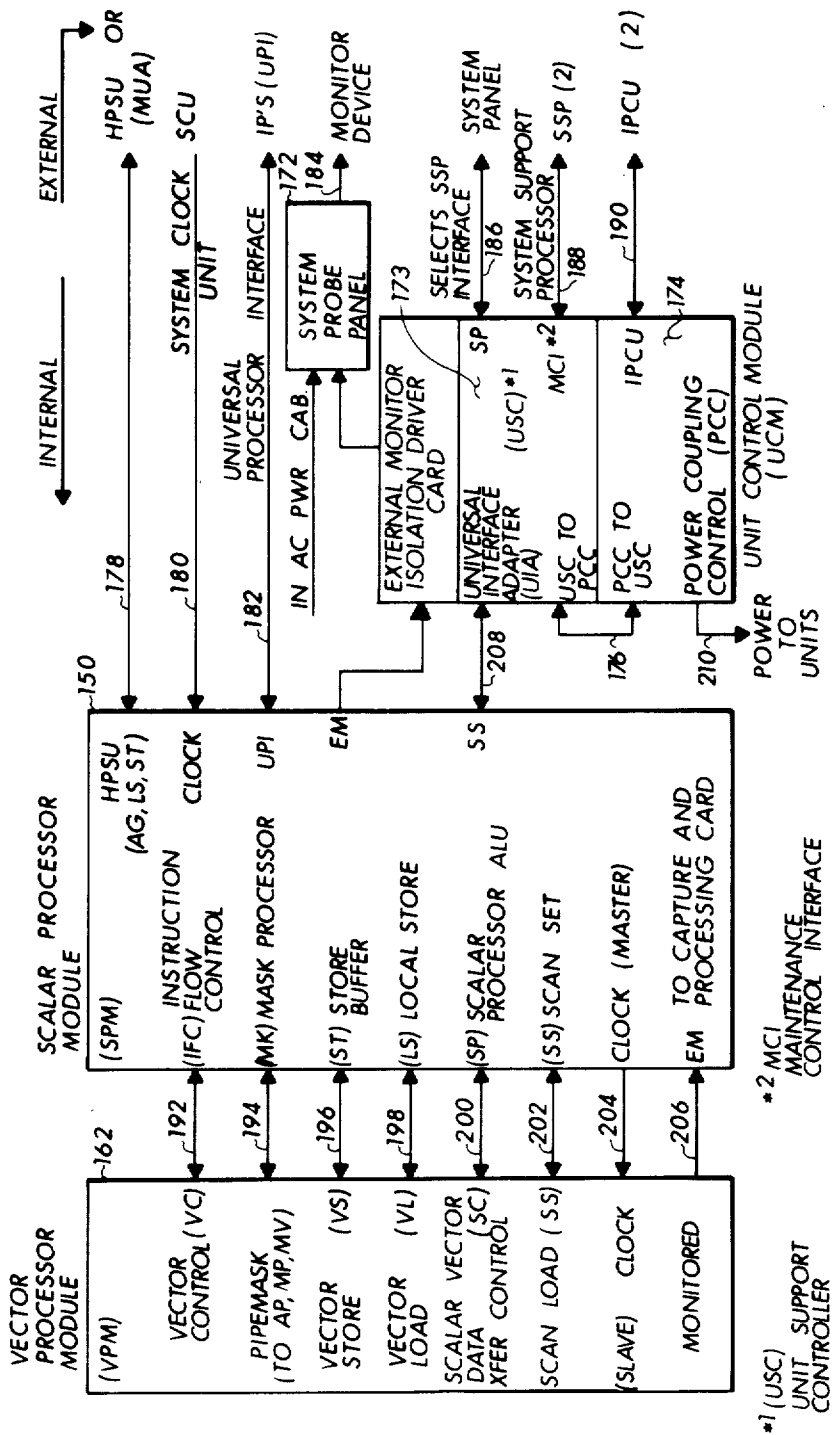 INTERNAL
EXTERNAL
178
HPSU OR
(MUA)
180
SYSTEM CLOCK
UNIT
SCU
182
UNIVERSAL
PROCESSOR
INTERFACE
IP'S (UPI)
IN AC PWR CAB.
SYSTEM
PROBE
PANEL
172
184
MONITOR
DEVICE
VECTOR
PROCESSOR
MODULE
162
(VPM)
VECTOR
CONTROL (VC)
PIPEMASK
(TO AP, MP, MV)
VECTOR
STORE
(VS)
VECTOR
LOAD
(VL)
SCALAR VECTOR
DATA (SC)
XFER CONTROL
SCAN LOAD (SS)
(SLAVE) CLOCK
MONITORED
192
194
196
198
200
202
204
206
SCALAR PROCESSOR
MODULE
150
(SPM)
HPSU
(AG, LS, ST)
INSTRUCTION
(IFC) FLOW
CONTROL
CLOCK
(MK) MASK PROCESSOR
UPI
(ST) STORE
BUFFER
EM
(LS) LOCAL STORE
(SP) SCALAR
PROCESSOR ALU
SS
(SS) SCAN SET
CLOCK (MASTER)
EM TO CAPTURE AND
PROCESSING CARD
208
176
210
POWER
TO
UNITS
EXTERNAL MONITOR
ISOLATION DRIVER
CARD
173
UNIVERSAL
INTERFACE
ADAPTER
(UIA)
(USC) *1
SP
USC TO
PCC
MCI *2
PCC TO
USC
IPCU
174
POWER COUPLING
CONTROL (PCC)
UNIT CONTROL MODULE
(UCM)
SELECTS SSP
INTERFACE
186
SYSTEM
PANEL
SYSTEM SUPPORT
PROCESSOR
188
SSP (2)
190
IPCU (2)
*1 (USC)
UNIT SUPPORT
CONTROLLER
*2 MCI
MAINTENANCE
CONTROL INTERFACE